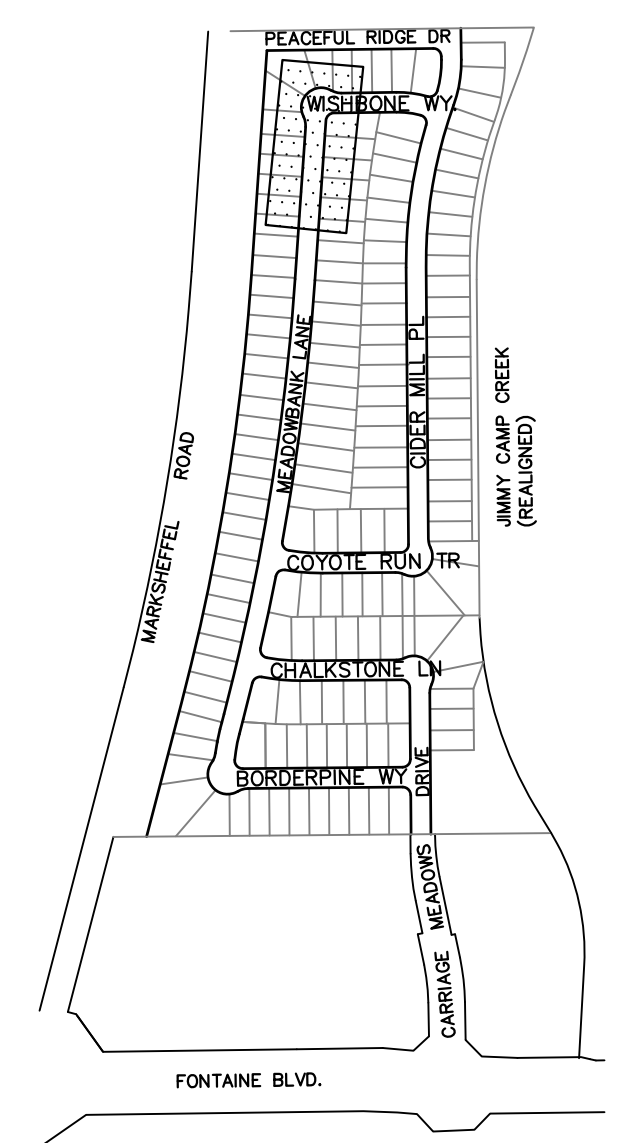 PEACEFUL RIDGE DR
WISHBONE WY.
MEADOWBANK LANE
CIDER MILL PL
JIMMY CAMP CREEK
(REALIGNED)
MARKSHEFFEL ROAD
COYOTE RUN TR
CHALKSTONE LN
BORDERPINE WY
CARRIAGE MEADOWS DRIVE
FONTAINE BLVD.